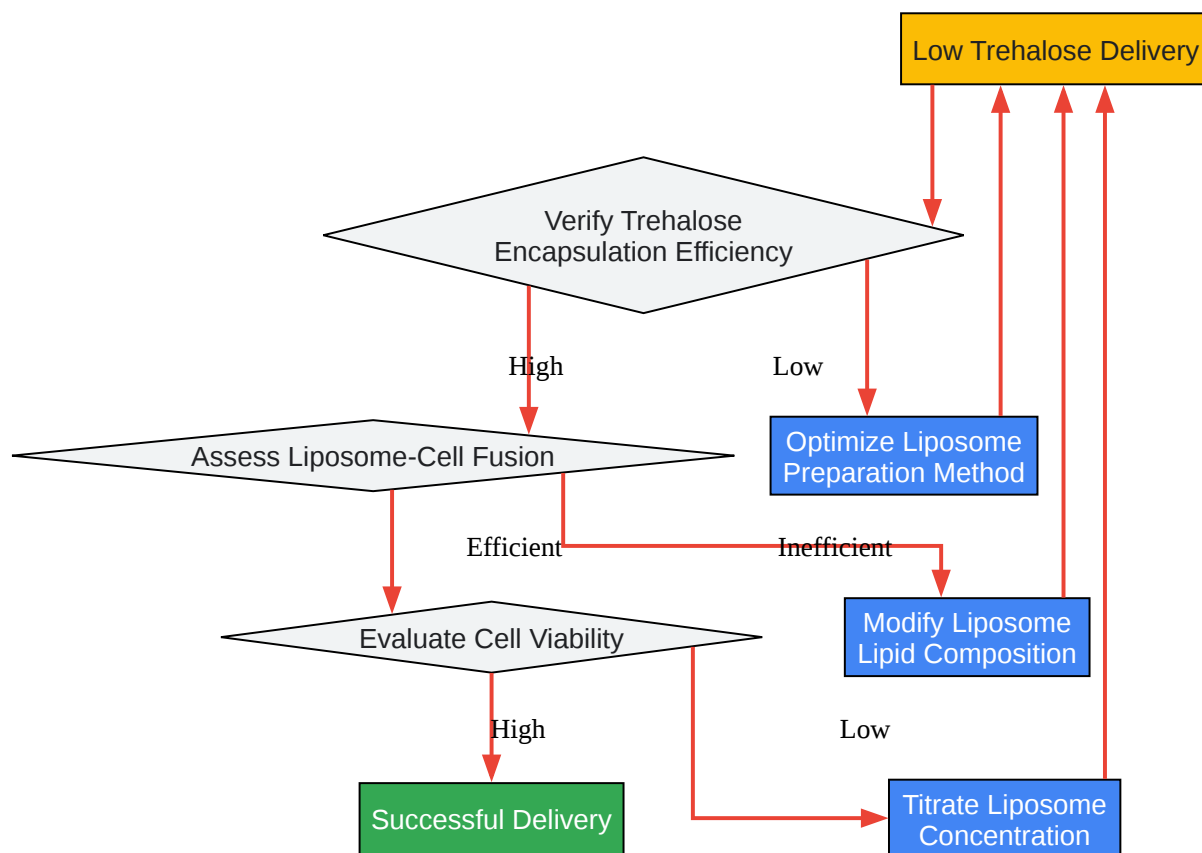 Low Trehalose Delivery
Verify Trehalose
Encapsulation Efficiency
High
Low
Optimize Liposome
Preparation Method
Assess Liposome-Cell Fusion
Efficient
Inefficient
Modify Liposome
Lipid Composition
Evaluate Cell Viability
High
Low
Successful Delivery
Titrate Liposome
Concentration